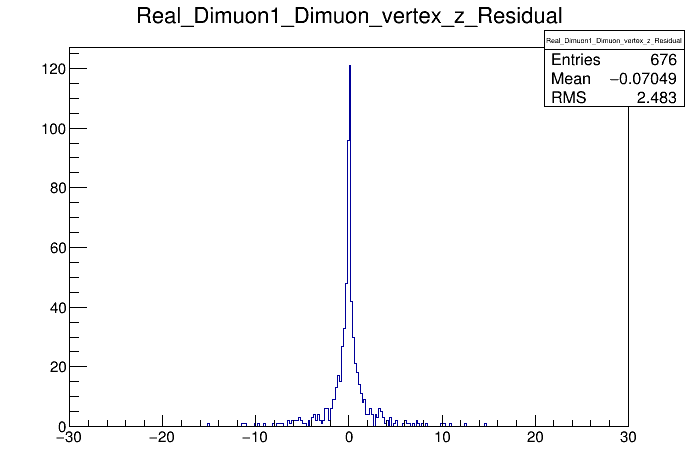 Real_Dimuon1_Dimuon_vertex_z_Residual
Real_Dimuon1_Dimuon_vertex_z_Residual
Entries 676
Mean −0.07049
RMS 2.483
120
100
80
60
40
20
0
−30 −20 −10 0 10 20 30